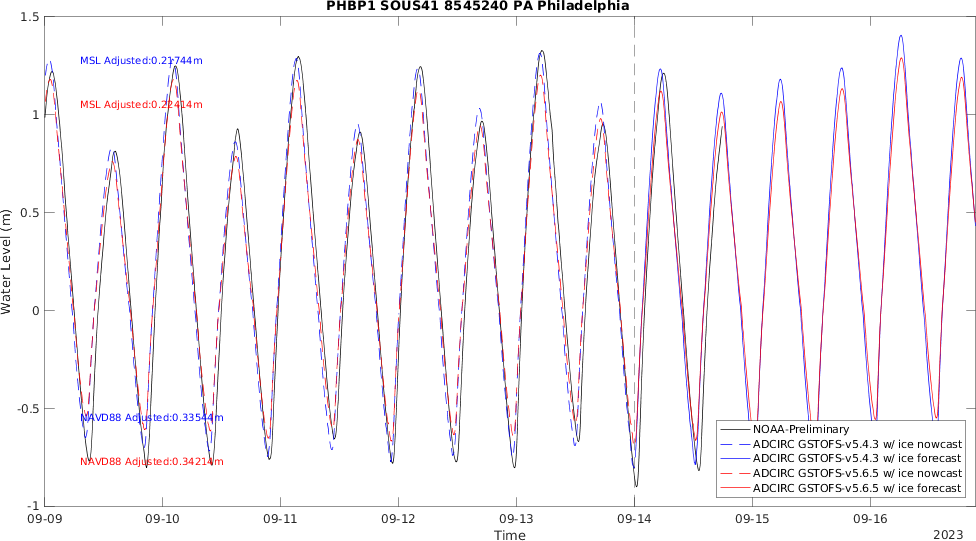 PHBP1 SOUS41 8545240 PA Philadelphia
1.5
1
0.5
0
-0.5
-1
Water Level (m)
MSL Adjusted:0.21744m
MSL Adjusted:0.22414m
NAVD88 Adjusted:0.33544m
NAVD88 Adjusted:0.34214m
NOAA-Preliminary
ADCIRC GSTOFS-v5.4.3 w/ ice nowcast
ADCIRC GSTOFS-v5.4.3 w/ ice forecast
ADCIRC GSTOFS-v5.6.5 w/ ice nowcast
ADCIRC GSTOFS-v5.6.5 w/ ice forecast
09-09 09-10 09-11 09-12 09-13 09-14 09-15 09-16
Time
2023